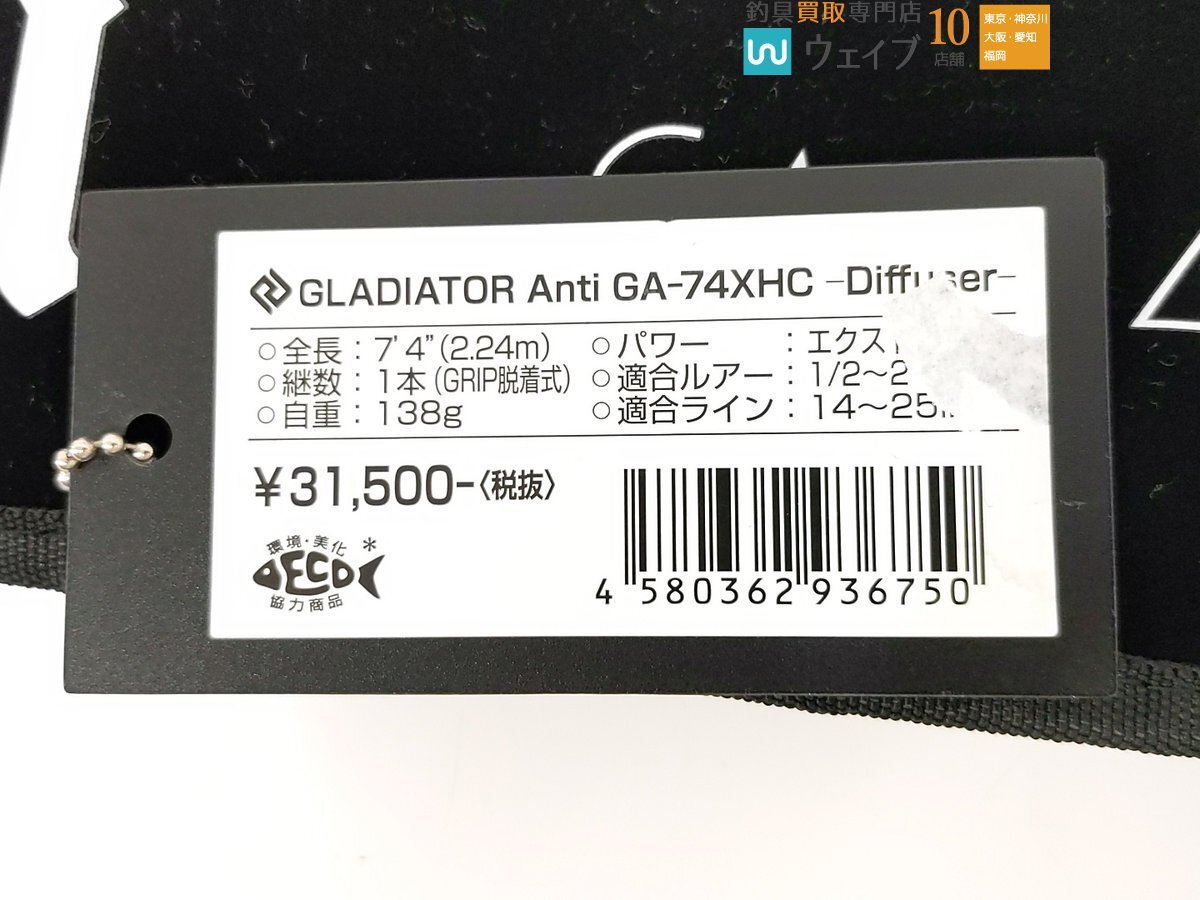 釣具買取専門店
ウェイブ
10
店舗
東京・神奈川
大阪・愛知
福岡
GLADIATOR Anti GA-74XHC -Diffuser-
○全長：7'4"(2.24m)
○継数：1本(GRIP脱着式)
○自重：138g
○パワー：エクス
○適合ルアー：1/2～2
○適合ライン：14～25
¥31,500-〈税抜〉
環境・美化
ECO
*
協力商品
4 580362 936750